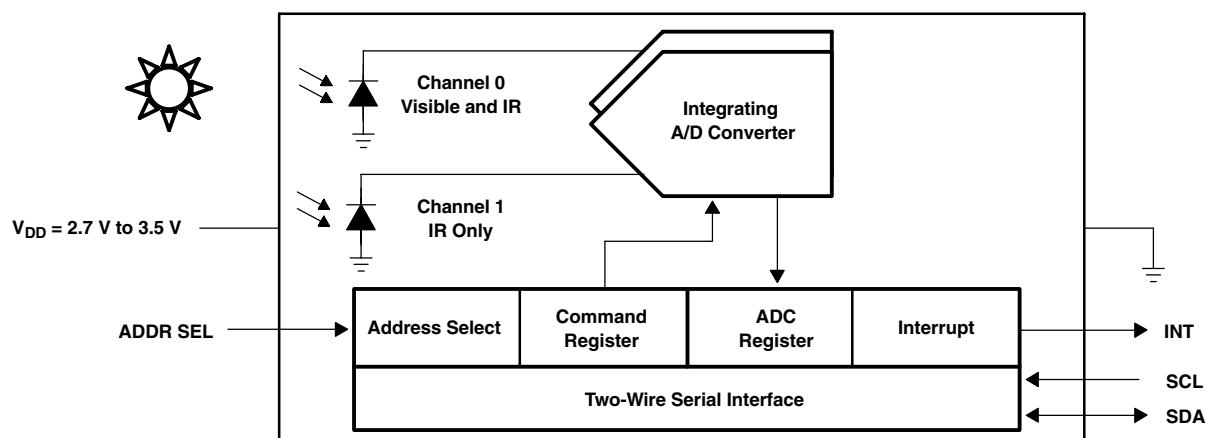 Channel 0
Visible and IR
Integrating
A/D Converter
Channel 1
IR Only
VDD = 2.7 V to 3.5 V
ADDR SEL
Address Select
Command
Register
ADC
Register
Interrupt
INT
Two-Wire Serial Interface
SCL
SDA